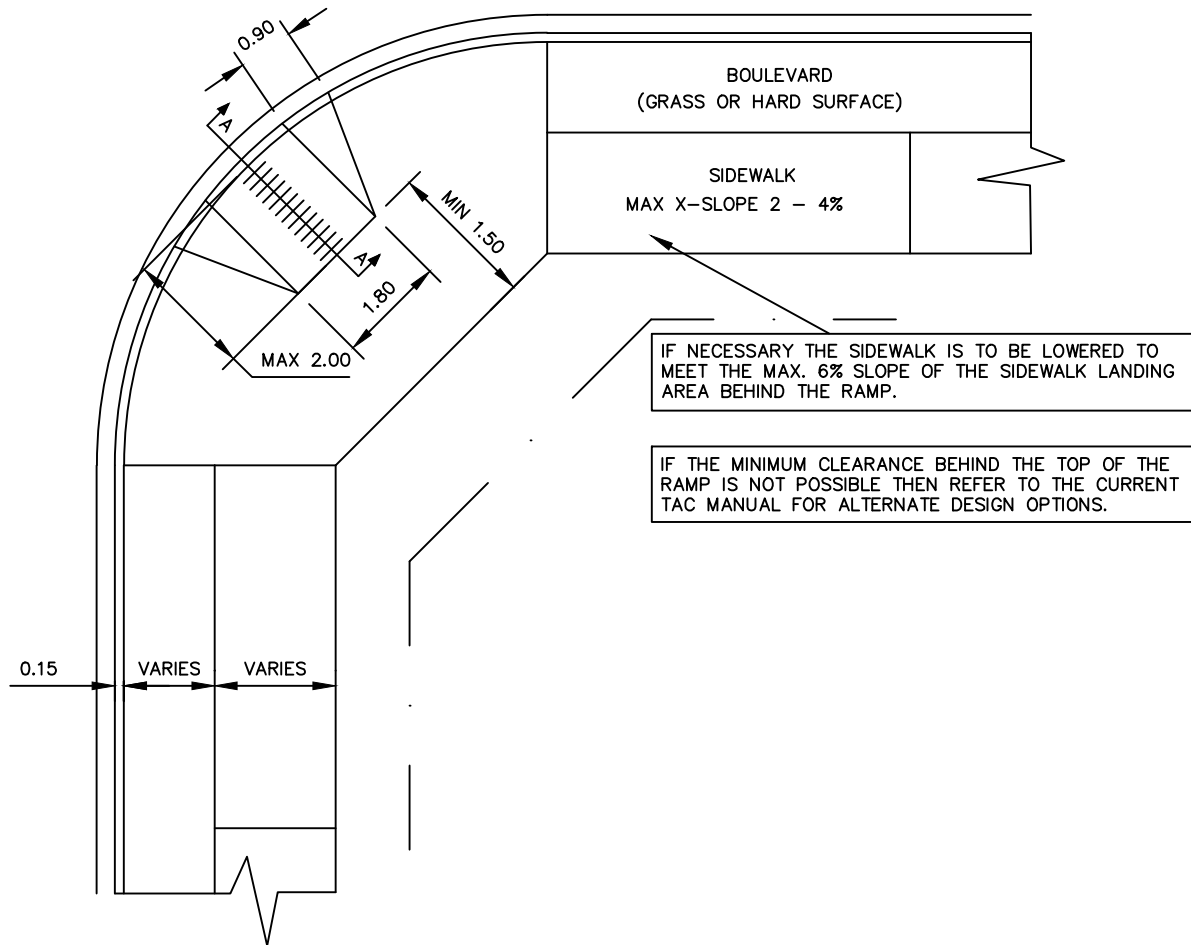 0.90
BOULEVARD
(GRASS OR HARD SURFACE)
A
SIDEWALK
MAX X-SLOPE 2 - 4%
MIN 1.50
A
1.80
MAX 2.00
IF NECESSARY THE SIDEWALK IS TO BE LOWERED TO
MEET THE MAX. 6% SLOPE OF THE SIDEWALK LANDING
AREA BEHIND THE RAMP.
IF THE MINIMUM CLEARANCE BEHIND THE TOP OF THE
RAMP IS NOT POSSIBLE THEN REFER TO THE CURRENT
TAC MANUAL FOR ALTERNATE DESIGN OPTIONS.
0.15
VARIES
VARIES